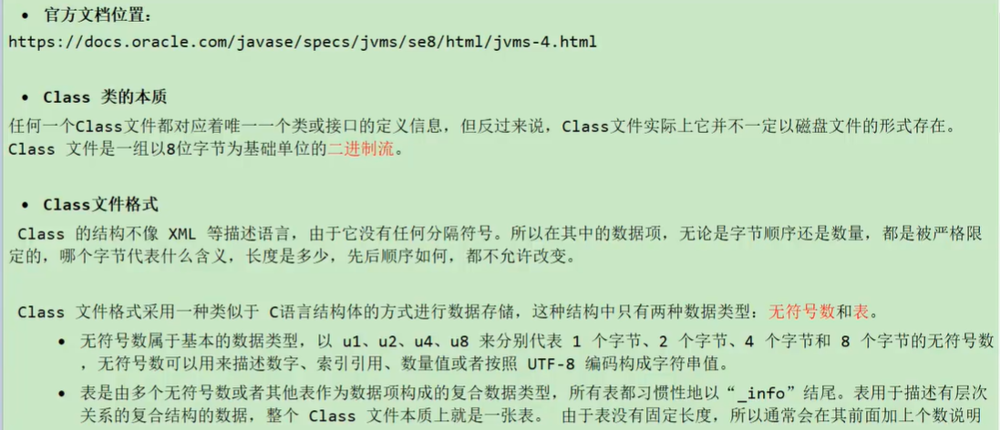 • 官方文档位置：
https://docs.oracle.com/javase/specs/jvms/se8/html/jvms-4.html
• Class 类的本质
任何一个Class文件都对应着唯一一个类或接口的定义信息，但反过来说，Class文件实际上它并不一定以磁盘文件的形式存在。
Class 文件是一组以8位字节为基础单位的二进制流。
• Class文件格式
Class 的结构不像 XML 等描述语言，由于它没有任何分隔符号。所以在其中的数据项，无论是字节顺序还是数量，都是被严格限
定的，哪个字节代表什么含义，长度是多少，先后顺序如何，都不允许改变。
Class 文件格式采用一种类似于 C语言结构体的方式进行数据存储，这种结构中只有两种数据类型：无符号数和表。
• 无符号数属于基本的数据类型，以 u1、u2、u4、u8 来分别代表 1 个字节、2 个字节、4 个字节和 8 个字节的无符号数
，无符号数可以用来描述数字、索引引用、数量值或者按照 UTF-8 编码构成字符串值。
• 表是由多个无符号数或者其他表作为数据项构成的复合数据类型，所有表都习惯性地以“_info”结尾。表用于描述有层次
关系的复合结构的数据，整个 Class 文件本质上就是一张表。 由于表没有固定长度，所以通常会在其前面加上个数说明